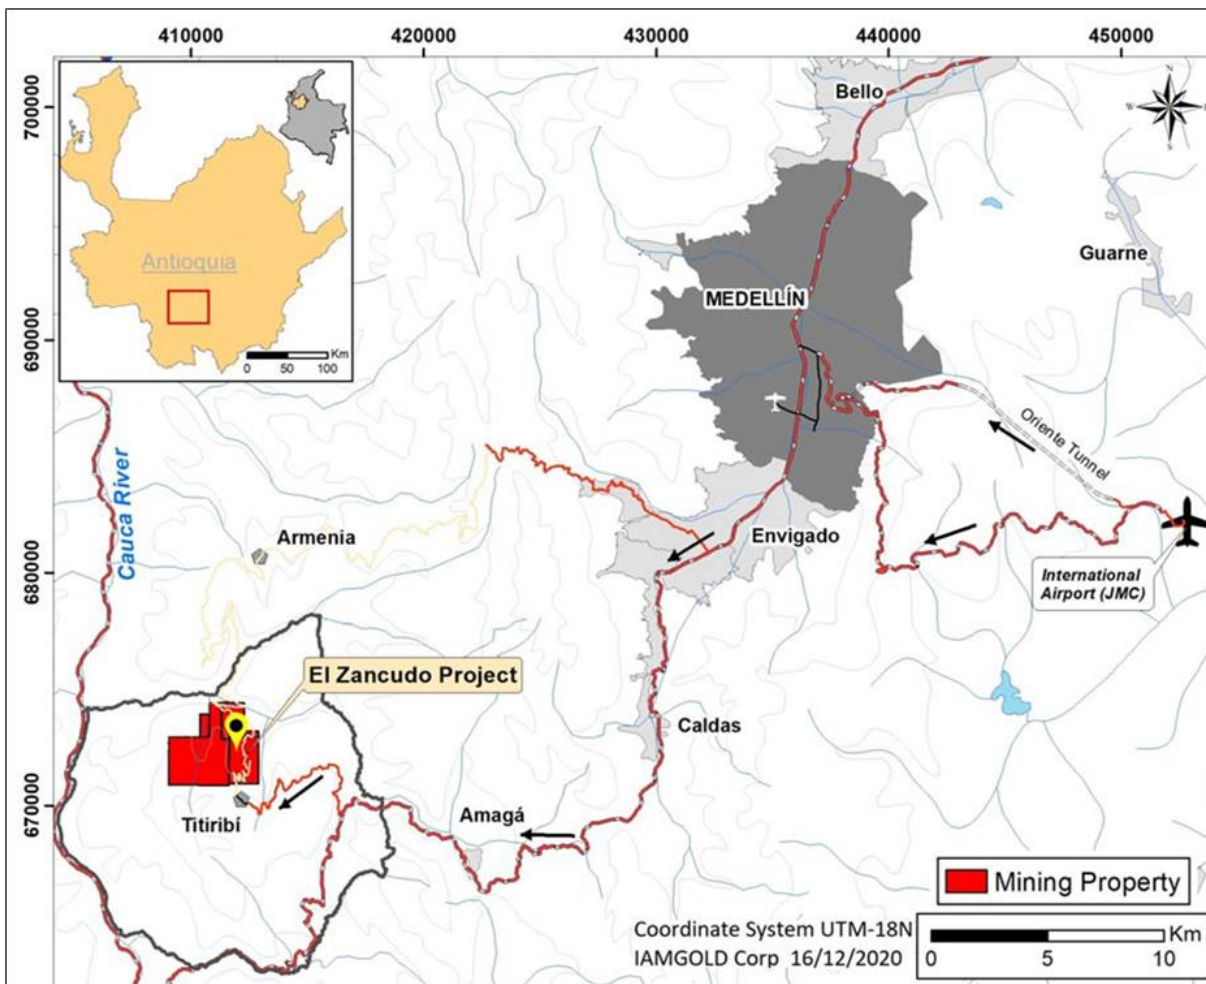 410000 420000 430000 440000 450000
700000
690000
680000
670000
Antioquia
Km
0 50 100
N
W
S
Bello
Guarne
MEDELLÍN
Oriente Tunnel
Cauca River
Armenia
Envigado
International
Airport (JMC)
El Zancudo Project
Caldas
Titiribí
Amagá
Mining Property
Coordinate System UTM-18N
IAMGOLD Corp 16/12/2020
Km
0 5 10